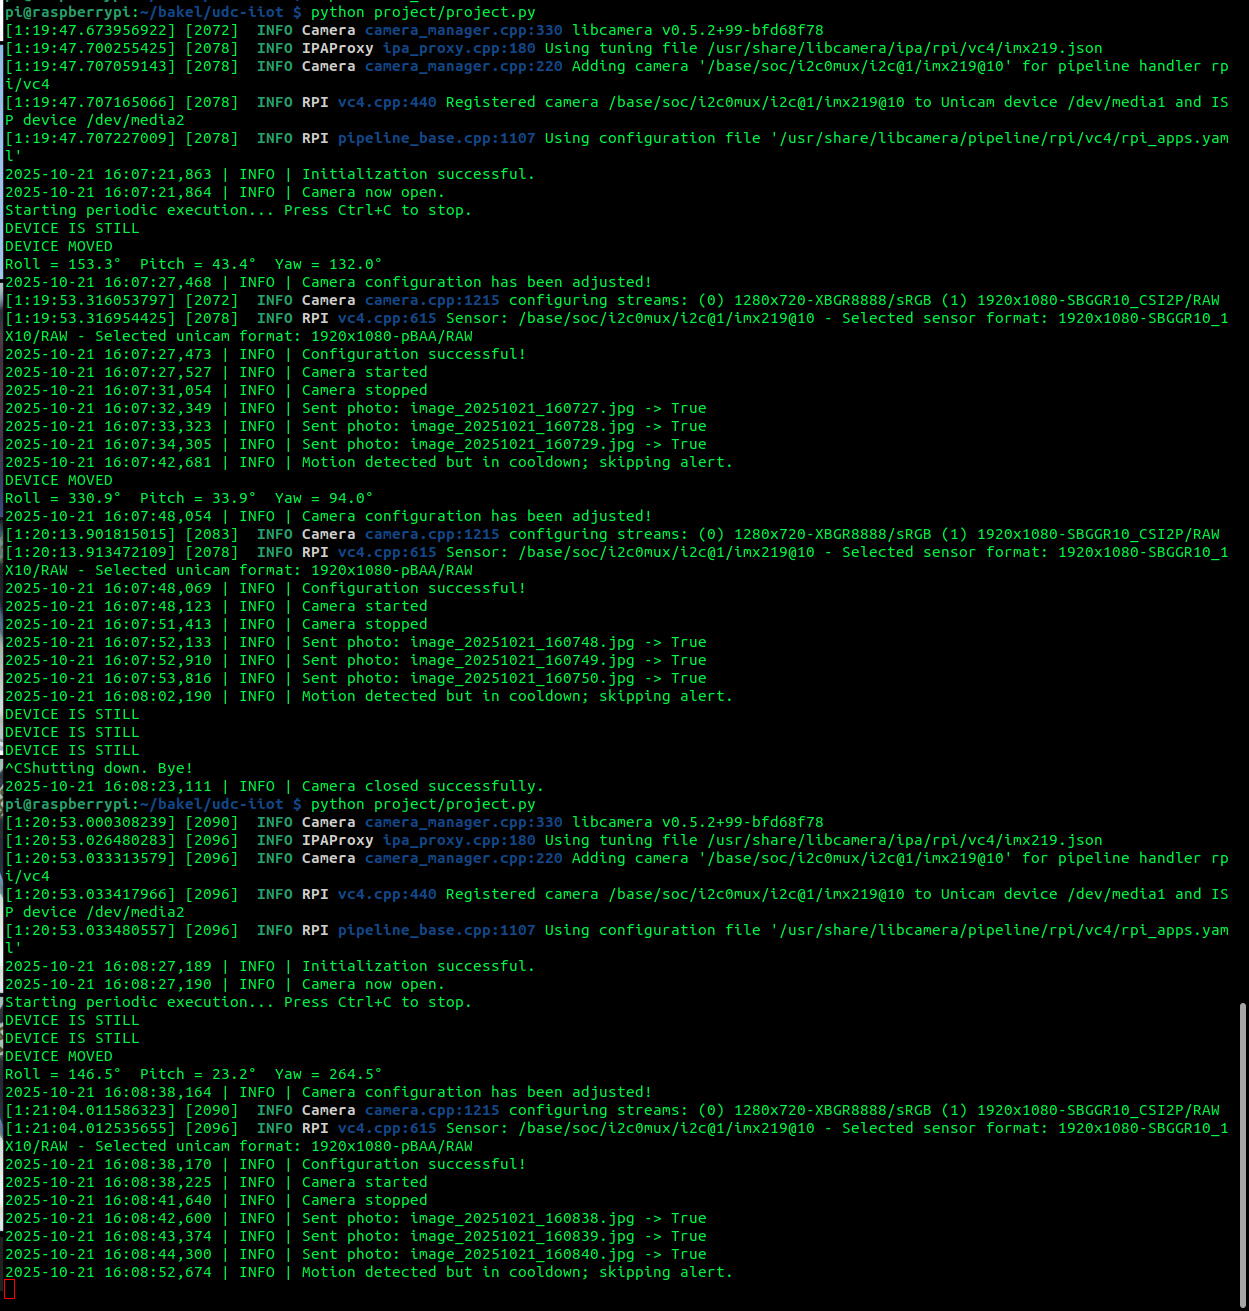 pi@raspberrypi:~/bakel/udc-iiot $ python project/project.py
[1:19:47.673956922] [2072]  INFO Camera camera_manager.cpp:330 libcamera v0.5.2+99-bfd68f78
[1:19:47.700255425] [2078]  INFO IPAProxy ipa_proxy.cpp:180 Using tuning file /usr/share/libcamera/ipa/rpi/vc4/imx219.json
[1:19:47.707059143] [2078]  INFO Camera camera_manager.cpp:220 Adding camera '/base/soc/i2c0mux/i2c@1/imx219@10' for pipeline handler rp
i/vc4
[1:19:47.707165066] [2078]  INFO RPI vc4.cpp:440 Registered camera /base/soc/i2c0mux/i2c@1/imx219@10 to Unicam device /dev/media1 and IS
P device /dev/media2
[1:19:47.707227009] [2078]  INFO RPI pipeline_base.cpp:1107 Using configuration file '/usr/share/libcamera/pipeline/rpi/vc4/rpi_apps.yam
l'
2025-10-21 16:07:21,863 | INFO | Initialization successful.
2025-10-21 16:07:21,864 | INFO | Camera now open.
Starting periodic execution... Press Ctrl+C to stop.
DEVICE IS STILL
DEVICE MOVED
Roll = 153.3°  Pitch = 43.4°  Yaw = 132.0°
2025-10-21 16:07:27,468 | INFO | Camera configuration has been adjusted!
[1:19:53.316053797] [2072]  INFO Camera camera.cpp:1215 configuring streams: (0) 1280x720-XBGR8888/sRGB (1) 1920x1080-SBGGR10_CSI2P/RAW
[1:19:53.316954425] [2078]  INFO RPI vc4.cpp:615 Sensor: /base/soc/i2c0mux/i2c@1/imx219@10 - Selected sensor format: 1920x1080-SBGGR10_1
X10/RAW - Selected unicam format: 1920x1080-pBAA/RAW
2025-10-21 16:07:27,473 | INFO | Configuration successful!
2025-10-21 16:07:27,527 | INFO | Camera started
2025-10-21 16:07:31,054 | INFO | Camera stopped
2025-10-21 16:07:32,349 | INFO | Sent photo: image_20251021_160727.jpg -> True
2025-10-21 16:07:33,323 | INFO | Sent photo: image_20251021_160728.jpg -> True
2025-10-21 16:07:34,305 | INFO | Sent photo: image_20251021_160729.jpg -> True
2025-10-21 16:07:42,681 | INFO | Motion detected but in cooldown; skipping alert.
DEVICE MOVED
Roll = 330.9°  Pitch = 33.9°  Yaw = 94.0°
2025-10-21 16:07:48,054 | INFO | Camera configuration has been adjusted!
[1:20:13.901815015] [2083]  INFO Camera camera.cpp:1215 configuring streams: (0) 1280x720-XBGR8888/sRGB (1) 1920x1080-SBGGR10_CSI2P/RAW
[1:20:13.913472109] [2078]  INFO RPI vc4.cpp:615 Sensor: /base/soc/i2c0mux/i2c@1/imx219@10 - Selected sensor format: 1920x1080-SBGGR10_1
X10/RAW - Selected unicam format: 1920x1080-pBAA/RAW
2025-10-21 16:07:48,069 | INFO | Configuration successful!
2025-10-21 16:07:48,123 | INFO | Camera started
2025-10-21 16:07:51,413 | INFO | Camera stopped
2025-10-21 16:07:52,133 | INFO | Sent photo: image_20251021_160748.jpg -> True
2025-10-21 16:07:52,910 | INFO | Sent photo: image_20251021_160749.jpg -> True
2025-10-21 16:07:53,816 | INFO | Sent photo: image_20251021_160750.jpg -> True
2025-10-21 16:08:02,190 | INFO | Motion detected but in cooldown; skipping alert.
DEVICE IS STILL
DEVICE IS STILL
DEVICE IS STILL
^CShutting down. Bye!
2025-10-21 16:08:23,111 | INFO | Camera closed successfully.
pi@raspberrypi:~/bakel/udc-iiot $ python project/project.py
[1:20:53.000308239] [2090]  INFO Camera camera_manager.cpp:330 libcamera v0.5.2+99-bfd68f78
[1:20:53.026480283] [2096]  INFO IPAProxy ipa_proxy.cpp:180 Using tuning file /usr/share/libcamera/ipa/rpi/vc4/imx219.json
[1:20:53.033313579] [2096]  INFO Camera camera_manager.cpp:220 Adding camera '/base/soc/i2c0mux/i2c@1/imx219@10' for pipeline handler rp
i/vc4
[1:20:53.033417966] [2096]  INFO RPI vc4.cpp:440 Registered camera /base/soc/i2c0mux/i2c@1/imx219@10 to Unicam device /dev/media1 and IS
P device /dev/media2
[1:20:53.033480557] [2096]  INFO RPI pipeline_base.cpp:1107 Using configuration file '/usr/share/libcamera/pipeline/rpi/vc4/rpi_apps.yam
l'
2025-10-21 16:08:27,189 | INFO | Initialization successful.
2025-10-21 16:08:27,190 | INFO | Camera now open.
Starting periodic execution... Press Ctrl+C to stop.
DEVICE IS STILL
DEVICE IS STILL
DEVICE MOVED
Roll = 146.5°  Pitch = 23.2°  Yaw = 264.5°
2025-10-21 16:08:38,164 | INFO | Camera configuration has been adjusted!
[1:21:04.011586323] [2090]  INFO Camera camera.cpp:1215 configuring streams: (0) 1280x720-XBGR8888/sRGB (1) 1920x1080-SBGGR10_CSI2P/RAW
[1:21:04.012535655] [2096]  INFO RPI vc4.cpp:615 Sensor: /base/soc/i2c0mux/i2c@1/imx219@10 - Selected sensor format: 1920x1080-SBGGR10_1
X10/RAW - Selected unicam format: 1920x1080-pBAA/RAW
2025-10-21 16:08:38,170 | INFO | Configuration successful!
2025-10-21 16:08:38,225 | INFO | Camera started
2025-10-21 16:08:41,640 | INFO | Camera stopped
2025-10-21 16:08:42,600 | INFO | Sent photo: image_20251021_160838.jpg -> True
2025-10-21 16:08:43,374 | INFO | Sent photo: image_20251021_160839.jpg -> True
2025-10-21 16:08:44,300 | INFO | Sent photo: image_20251021_160840.jpg -> True
2025-10-21 16:08:52,674 | INFO | Motion detected but in cooldown; skipping alert.